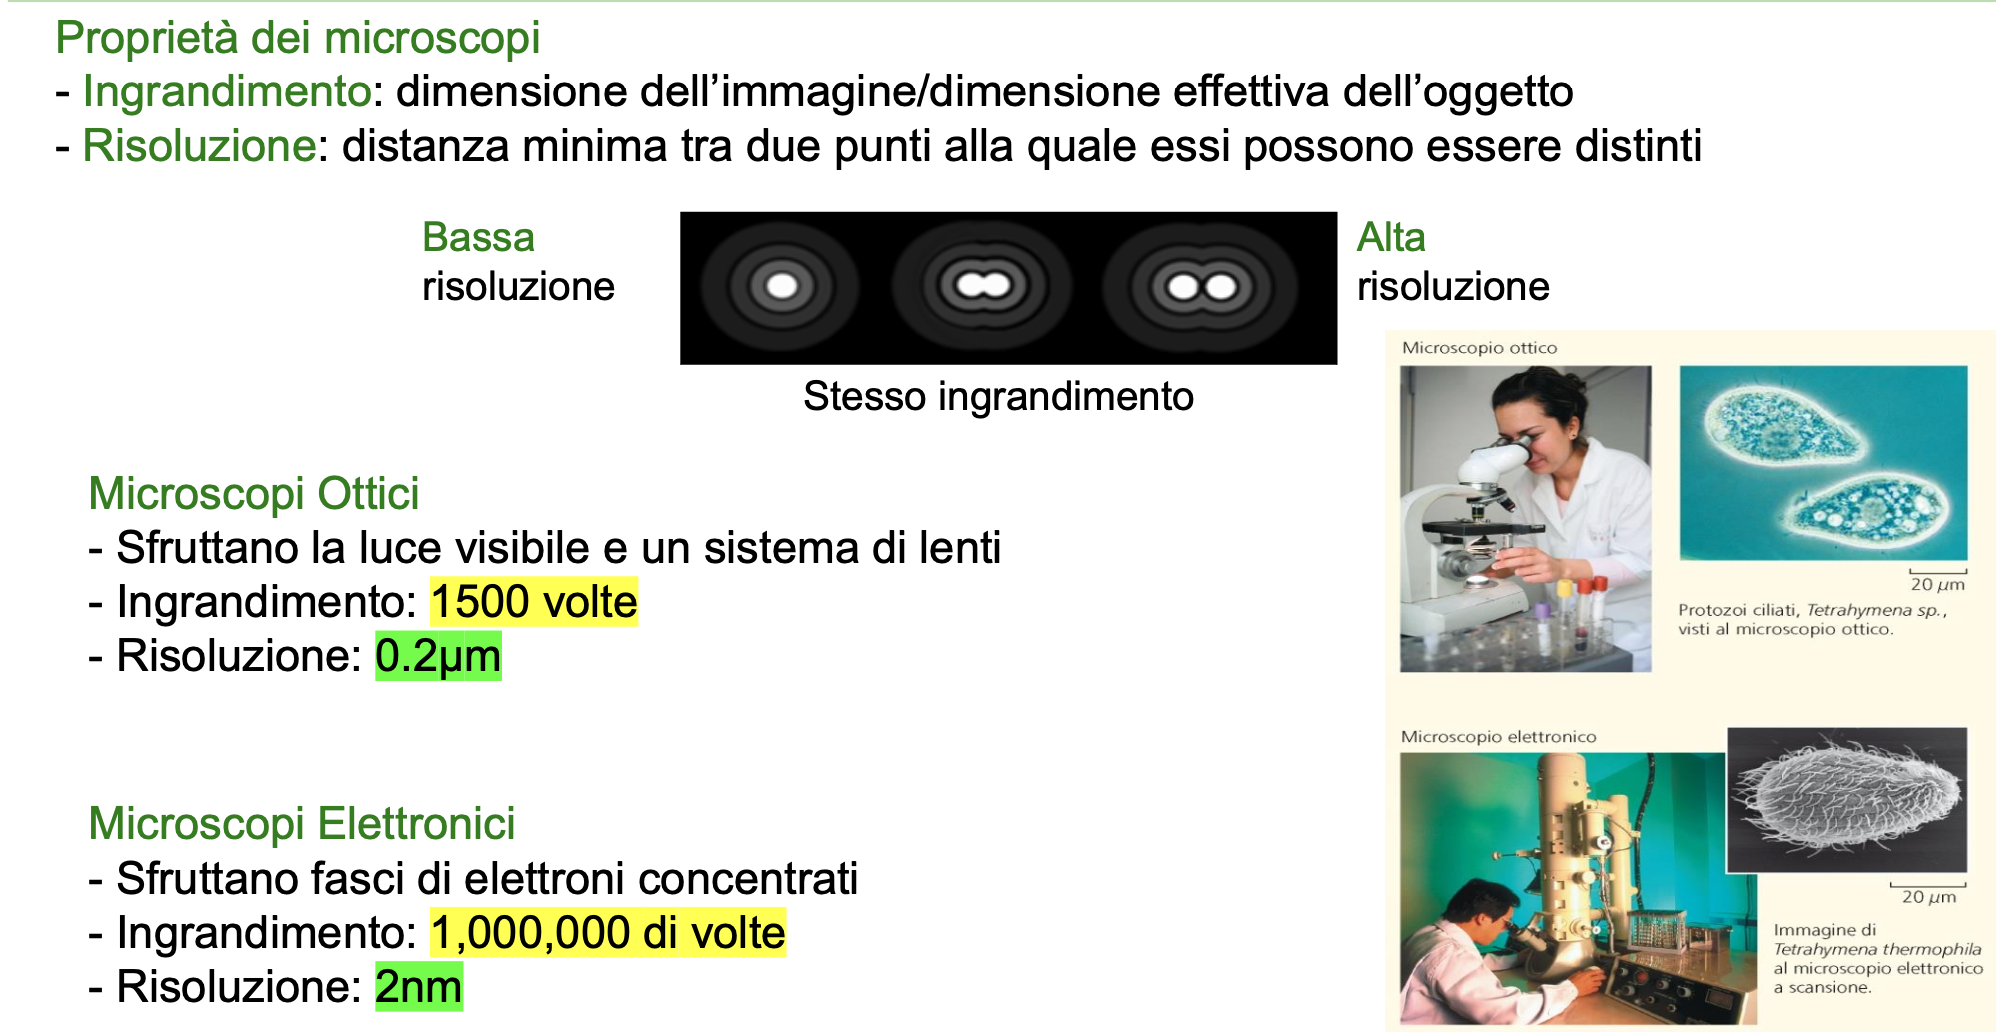 Proprietà dei microscopi
- Ingrandimento: dimensione dell’immagine/dimensione effettiva dell’oggetto
- Risoluzione: distanza minima tra due punti alla quale essi possono essere distinti
Bassa
risoluzione
Alta
risoluzione
Stesso ingrandimento
Microscopi Ottici
- Sfruttano la luce visibile e un sistema di lenti
- Ingrandimento: 1500 volte
- Risoluzione: 0.2µm
Microscopi Elettronici
- Sfruttano fasci di elettroni concentrati
- Ingrandimento: 1,000,000 di volte
- Risoluzione: 2nm
Microscopio ottico
20 µm
Protozoi ciliati, Tetrahymena sp.,
visti al microscopio ottico.
Microscopio elettronico
20 µm
Immagine di
Tetrahymena thermophila
al microscopio elettronico
a scansione.